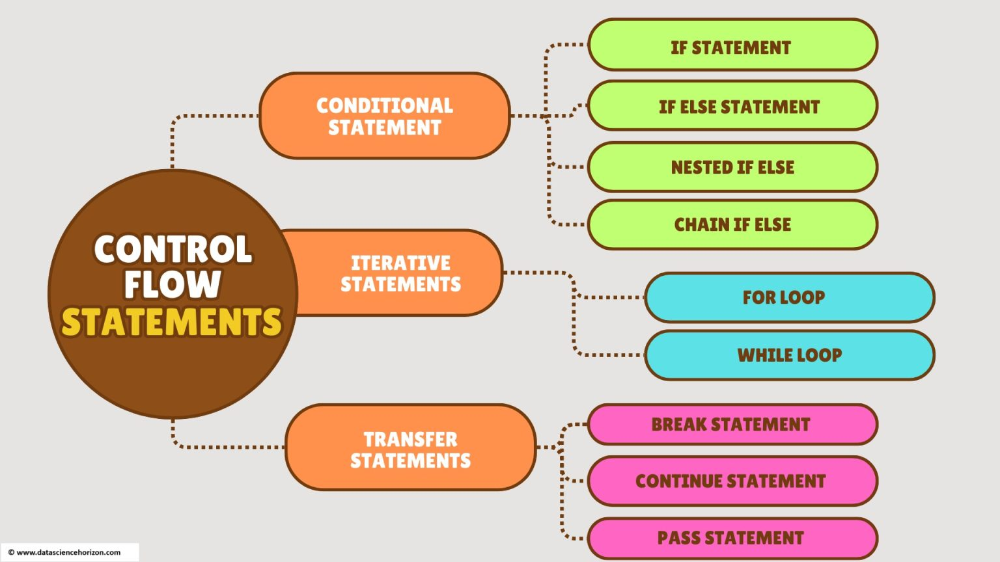 CONTROL
FLOW
STATEMENTS
CONDITIONAL
STATEMENT
IF STATEMENT
IF ELSE STATEMENT
NESTED IF ELSE
CHAIN IF ELSE
ITERATIVE
STATEMENTS
FOR LOOP
WHILE LOOP
TRANSFER
STATEMENTS
BREAK STATEMENT
CONTINUE STATEMENT
PASS STATEMENT
© www.datasciencehorizon.com